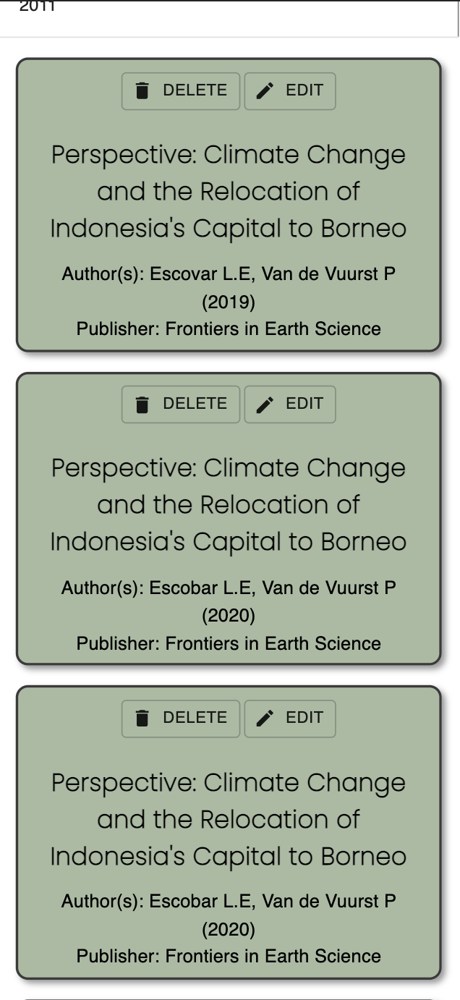 2011
DELETE
EDIT
Perspective: Climate Change
and the Relocation of
Indonesia's Capital to Borneo
Author(s): Escovar L.E, Van de Vuurst P
(2019)
Publisher: Frontiers in Earth Science
DELETE
EDIT
Perspective: Climate Change
and the Relocation of
Indonesia's Capital to Borneo
Author(s): Escobar L.E, Van de Vuurst P
(2020)
Publisher: Frontiers in Earth Science
DELETE
EDIT
Perspective: Climate Change
and the Relocation of
Indonesia's Capital to Borneo
Author(s): Escobar L.E, Van de Vuurst P
(2020)
Publisher: Frontiers in Earth Science